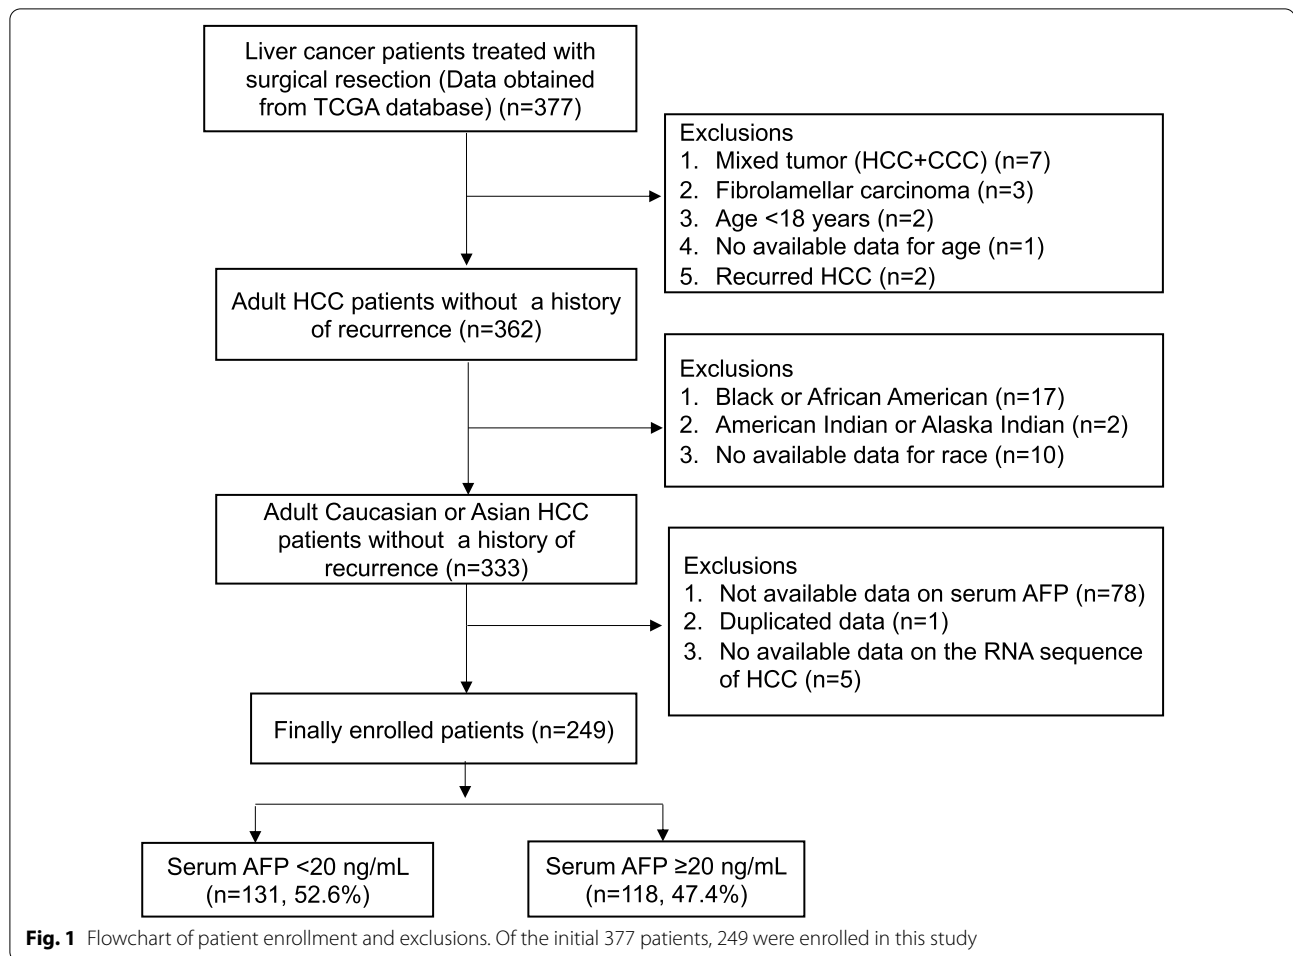 Liver cancer patients treated with
surgical resection (Data obtained
from TCGA database) (n=377)
Exclusions
1. Mixed tumor (HCC+CCC) (n=7)
2. Fibrolamellar carcinoma (n=3)
3. Age <18 years (n=2)
4. No available data for age (n=1)
5. Recurred HCC (n=2)
Adult HCC patients without a history
of recurrence (n=362)
Exclusions
1. Black or African American (n=17)
2. American Indian or Alaska Indian (n=2)
3. No available data for race (n=10)
Adult Caucasian or Asian HCC
patients without a history of
recurrence (n=333)
Exclusions
1. Not available data on serum AFP (n=78)
2. Duplicated data (n=1)
3. No available data on the RNA sequence
of HCC (n=5)
Finally enrolled patients (n=249)
Serum AFP <20 ng/mL
(n=131, 52.6%)
Serum AFP ≥20 ng/mL
(n=118, 47.4%)
Fig. 1 Flowchart of patient enrollment and exclusions. Of the initial 377 patients, 249 were enrolled in this study